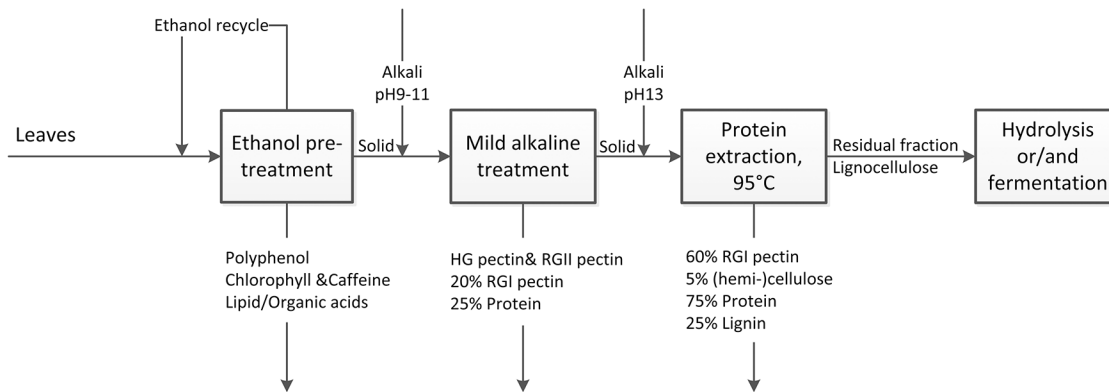 Ethanol recycle
Leaves
Ethanol pre-
treatment
Polyphenol
Chlorophyll &Caffeine
Lipid/Organic acids
Solid
Alkali
pH9-11
Mild alkaline
treatment
HG pectin& RGII pectin
20% RGI pectin
25% Protein
Solid
Alkali
pH13
Protein
extraction,
95°C
60% RGI pectin
5% (hemi-)cellulose
75% Protein
25% Lignin
Residual fraction
Lignocellulose
Hydrolysis
or/and
fermentation